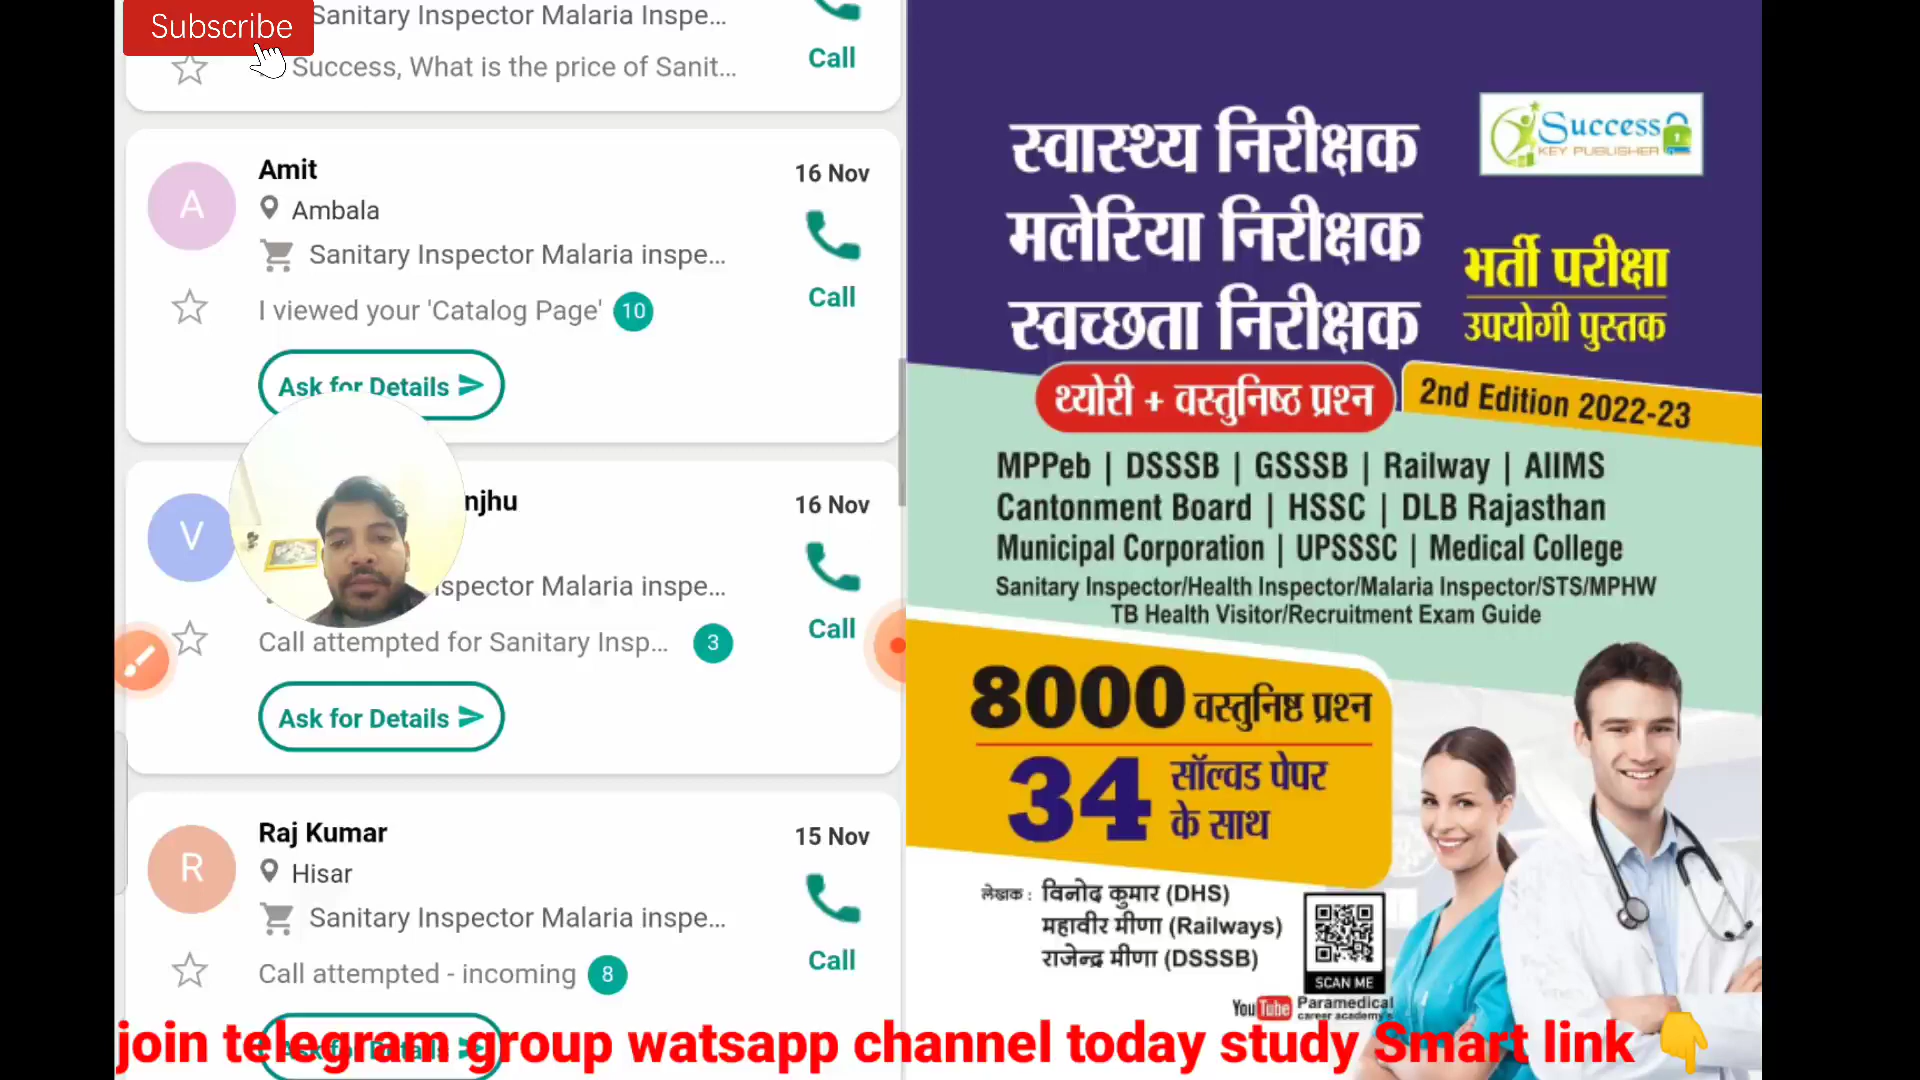 Subscribe
Sanitary Inspector Malaria Inspe...
Success, What is the price of Sanit...
Call
A
Amit
16 Nov
Ambala
Sanitary Inspector Malaria inspe...
I viewed your 'Catalog Page' 10
Call
Ask for Details
V
njhu
16 Nov
spector Malaria inspe...
Call attempted for Sanitary Insp... 3
Call
Ask for Details
R
Raj Kumar
15 Nov
Hisar
Sanitary Inspector Malaria inspe...
Call attempted - incoming 8
Call
Ask for Details
Success
KEY PUBLISHER
स्वास्थ्य निरीक्षक
मलेरिया निरीक्षक
स्वच्छता निरीक्षक
भर्ती परीक्षा
उपयोगी पुस्तक
थ्योरी + वस्तुनिष्ठ प्रश्न
2nd Edition 2022-23
MPPeb | DSSSB | GSSSB | Railway | AIIMS
Cantonment Board | HSSC | DLB Rajasthan
Municipal Corporation | UPSSSC | Medical College
Sanitary Inspector/Health Inspector/Malaria Inspector/STS/MPHW
TB Health Visitor/Recruitment Exam Guide
8000 वस्तुनिष्ट प्रश्न
34 सॉल्वड पेपर
के साथ
लेखक : विनोद कुमार (DHS)
महावीर मीणा (Railways)
राजेन्द्र मीणा (DSSSB)
SCAN ME
YouTube Paramedical
career academy's
join telegram group watsapp channel today study Smart link